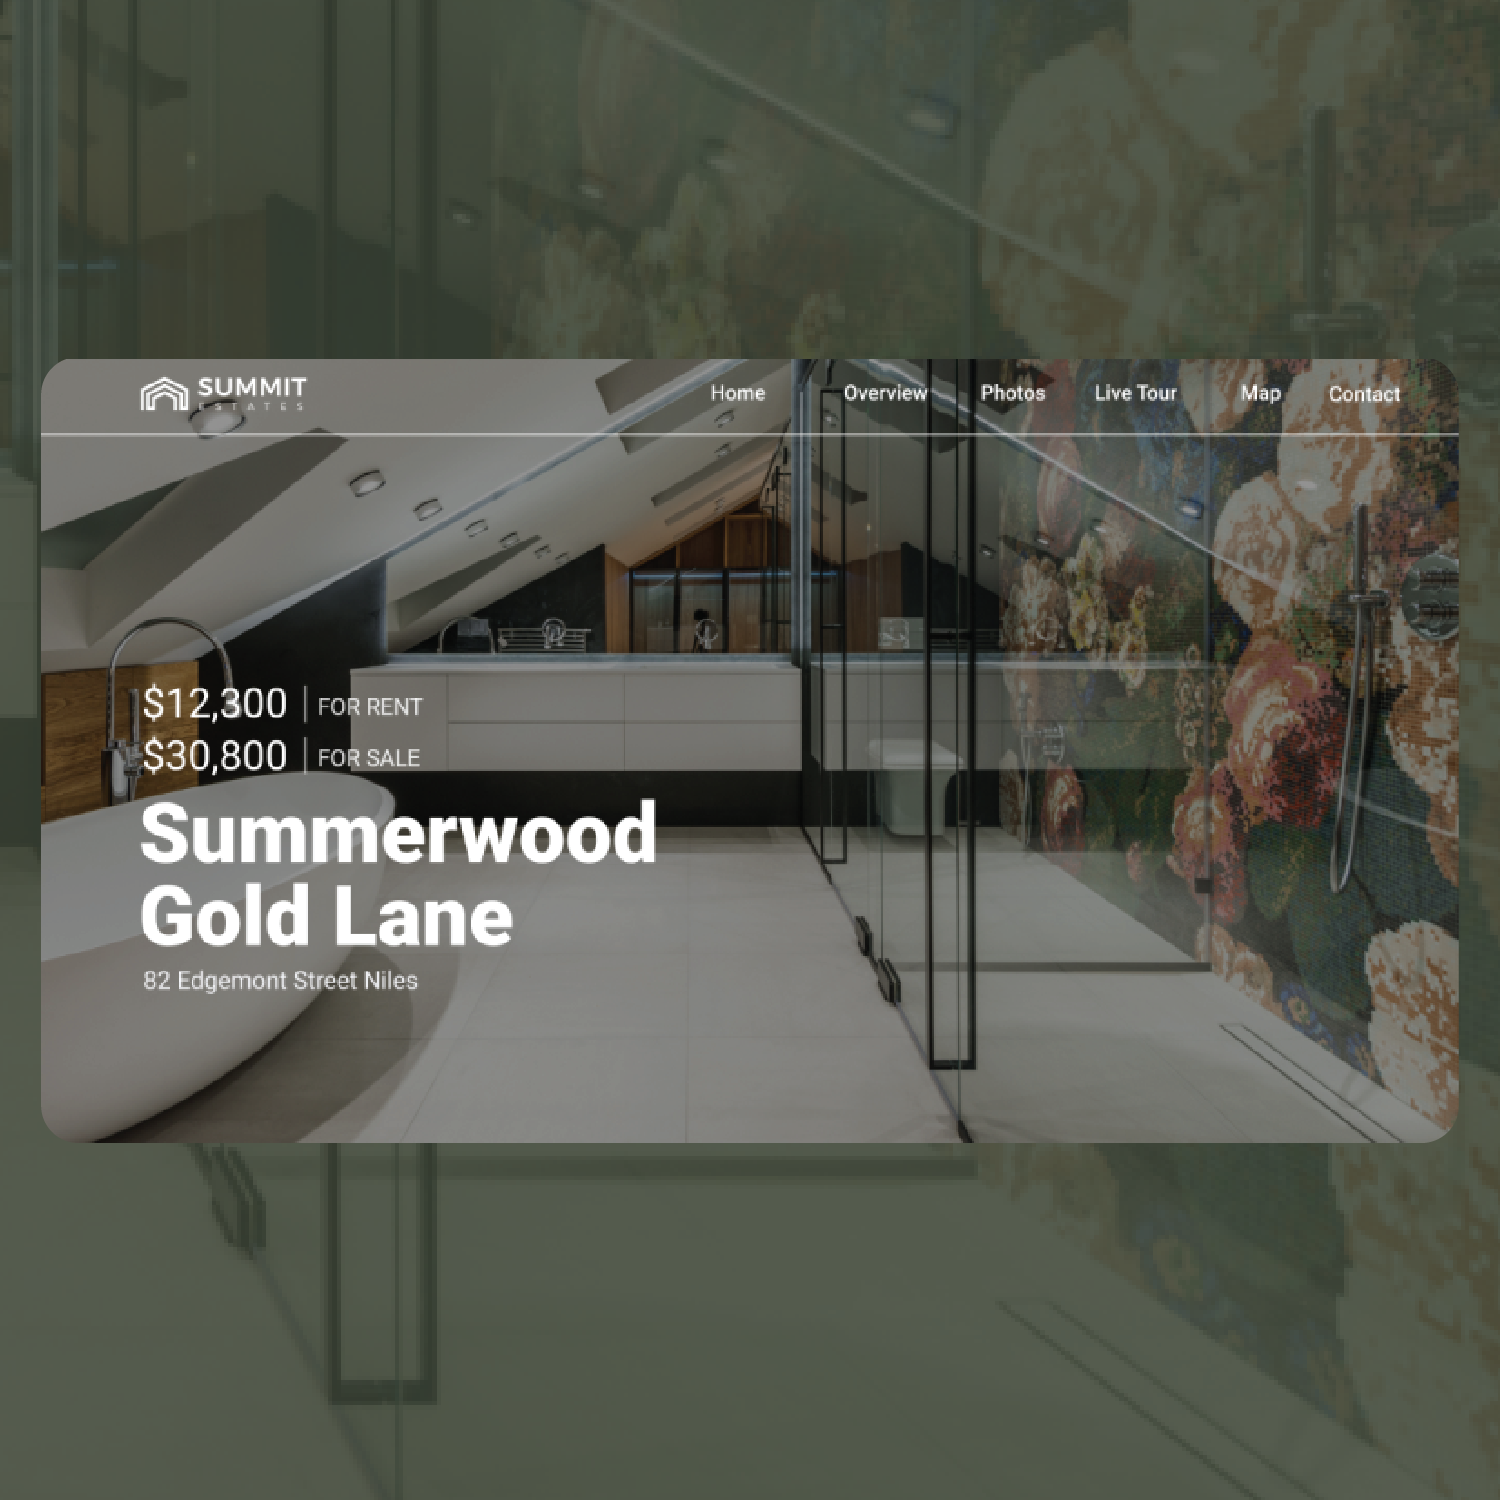 SUMMIT
ESTATES
Home Overview Photos Live Tour Map Contact
$12,300 | FOR RENT
$30,800 | FOR SALE
Summerwood
Gold Lane
82 Edgemont Street Niles